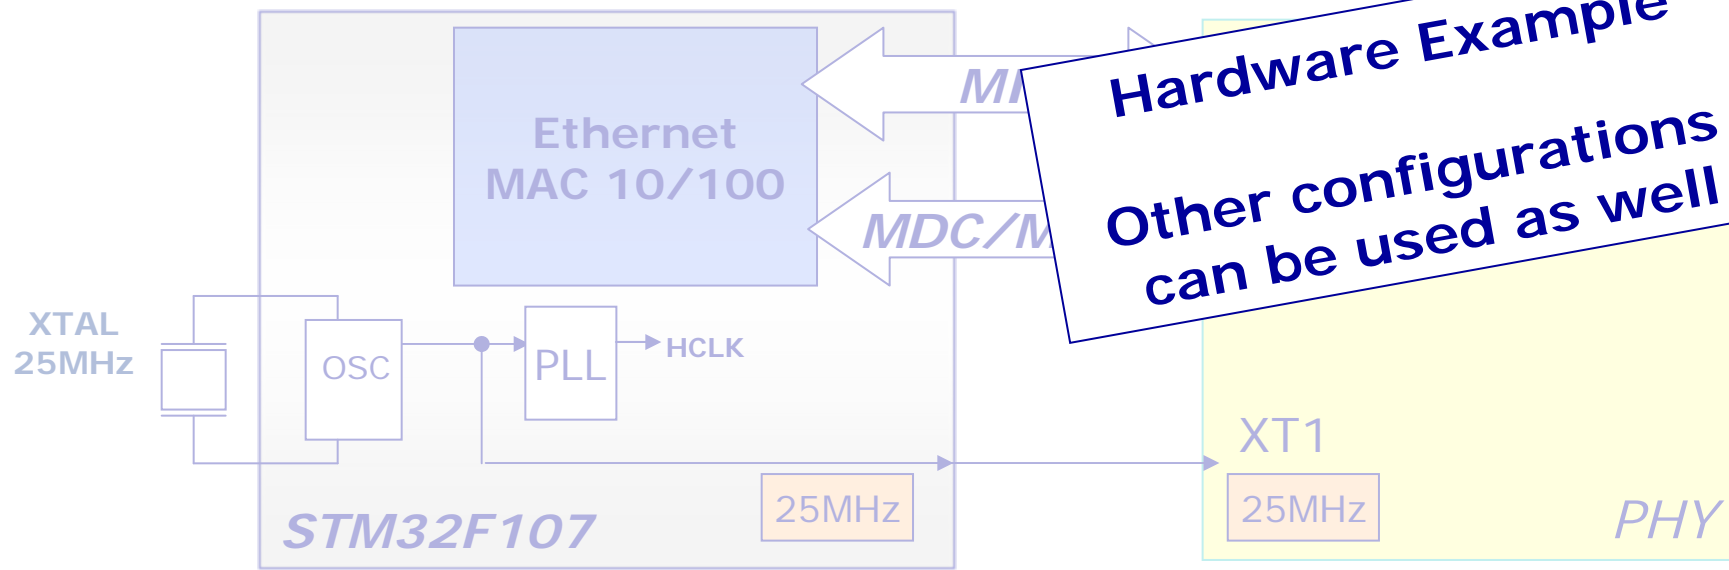 Hardware Example
Other configurations
can be used as well
Ethernet
MAC 10/100
XTAL
25MHz
OSC
PLL
HCLK
XT1
25MHz
25MHz
STM32F107
PHY